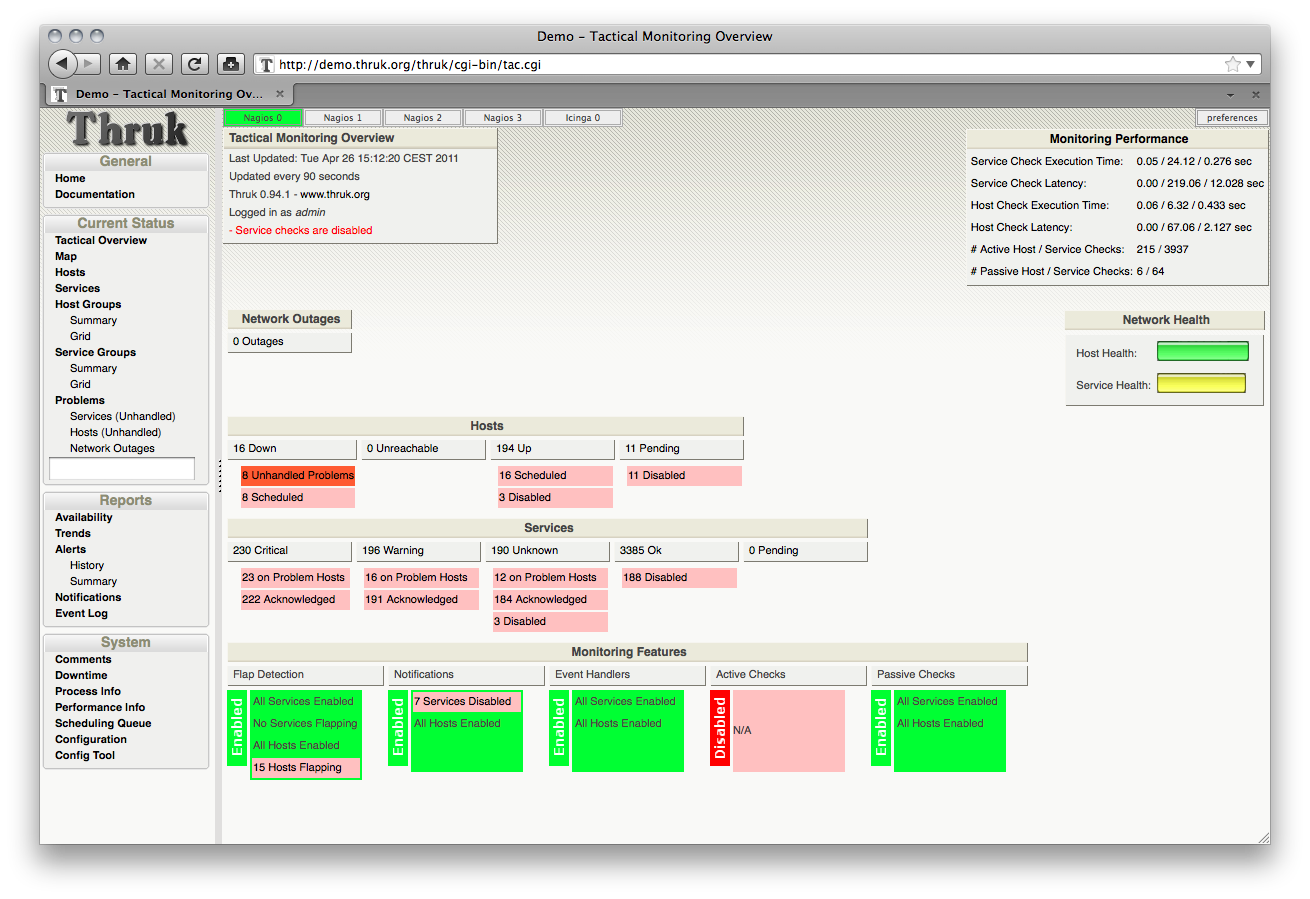 Demo – Tactical Monitoring Overview
http://demo.thruk.org/thruk/cgi-bin/tac.cgi
Demo – Tactical Monitoring Ov...
Thruk
General
Home
Documentation
Current Status
Tactical Overview
Map
Hosts
Services
Host Groups
Summary
Grid
Service Groups
Summary
Grid
Problems
Services (Unhandled)
Hosts (Unhandled)
Network Outages
Reports
Availability
Trends
Alerts
History
Summary
Notifications
Event Log
System
Comments
Downtime
Process Info
Performance Info
Scheduling Queue
Configuration
Config Tool
Nagios 0 Nagios 1 Nagios 2 Nagios 3 Icinga 0 preferences
Tactical Monitoring Overview
Last Updated: Tue Apr 26 15:12:20 CEST 2011
Updated every 90 seconds
Thruk 0.94.1 - www.thruk.org
Logged in as admin
- Service checks are disabled
Monitoring Performance
Service Check Execution Time: 0.05 / 24.12 / 0.276 sec
Service Check Latency: 0.00 / 219.06 / 12.028 sec
Host Check Execution Time: 0.06 / 6.32 / 0.433 sec
Host Check Latency: 0.00 / 67.06 / 2.127 sec
# Active Host / Service Checks: 215 / 3937
# Passive Host / Service Checks: 6 / 64
Network Outages
0 Outages
Network Health
Host Health:
Service Health:
Hosts
16 Down 0 Unreachable 194 Up 11 Pending
8 Unhandled Problems 16 Scheduled 11 Disabled
8 Scheduled 3 Disabled
Services
230 Critical 196 Warning 190 Unknown 3385 Ok 0 Pending
23 on Problem Hosts 16 on Problem Hosts 12 on Problem Hosts 188 Disabled
222 Acknowledged 191 Acknowledged 184 Acknowledged
3 Disabled
Monitoring Features
Flap Detection Notifications Event Handlers Active Checks Passive Checks
Enabled
All Services Enabled
No Services Flapping
All Hosts Enabled
15 Hosts Flapping
Enabled
7 Services Disabled
All Hosts Enabled
Enabled
All Services Enabled
All Hosts Enabled
Disabled
N/A
Enabled
All Services Enabled
All Hosts Enabled